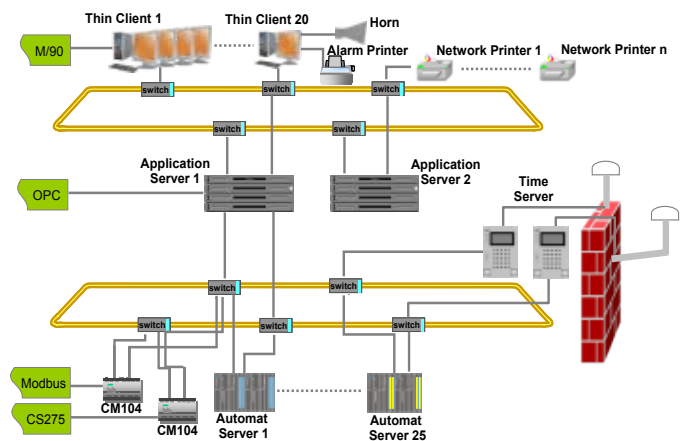 Thin Client 1
Thin Client 20
Horn
M/90
Alarm Printer
Network Printer 1
Network Printer n
switch
switch
switch
switch
switch
Application
Server 1
Application
Server 2
OPC
Time
Server
switch
switch
switch
switch
switch
Modbus
CM104
CS275
CM104
Automat
Server 1
Automat
Server 25